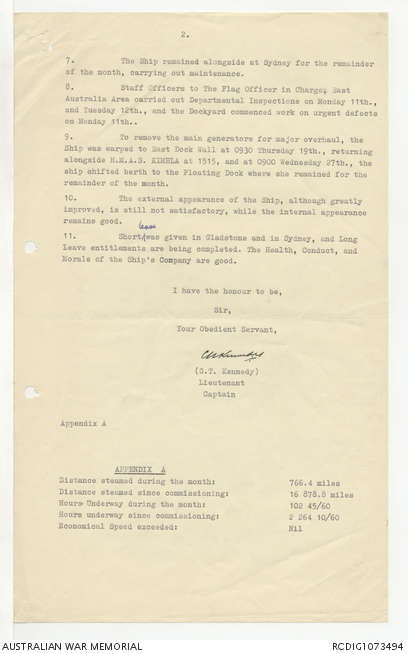 2.
7. The Ship remained alongside at Sydney for the remainder
of the month, carrying out maintenance.
8. Staff Officers to The Flag Officer in Charge, East
Australia Area carried out Departmental Inspections on Monday 11th.,
and Tuesday 12th., and the Dockyard commenced work on urgent defects
on Monday 11th..
9. To remove the main generators for major overhaul, the
Ship was warped to East Dock Wall at 0930 Thursday 19th., returning
alongside H.M.A.S. KIMBLA at 1515, and at 0900 Wednesday 27th., the
ship shifted berth to the Floating Dock where she remained for the
remainder of the month.
10. The external appearance of the Ship, although greatly
improved, is still not satisfactory, while the internal appearance
remains good.
leave
11. Short/was given in Gladstone and in Sydney, and Long
Leave entitlements are being completed. The Health, Conduct, and
Morale of the Ship's Company are good.
I have the honour to be,
Sir,
Your Obedient Servant,
(G.T. Kennedy)
Lieutenant
Captain
Appendix A
APPENDIX A
Distance steamed during the month: 766.4 miles
Distance steamed since commissioning: 16 878.8 miles
Hours Underway during the month: 102 45/60
Hours underway since commissioning: 2 264 10/60
Economical Speed exceeded: Nil
AUSTRALIAN WAR MEMORIAL RCDIG1073494